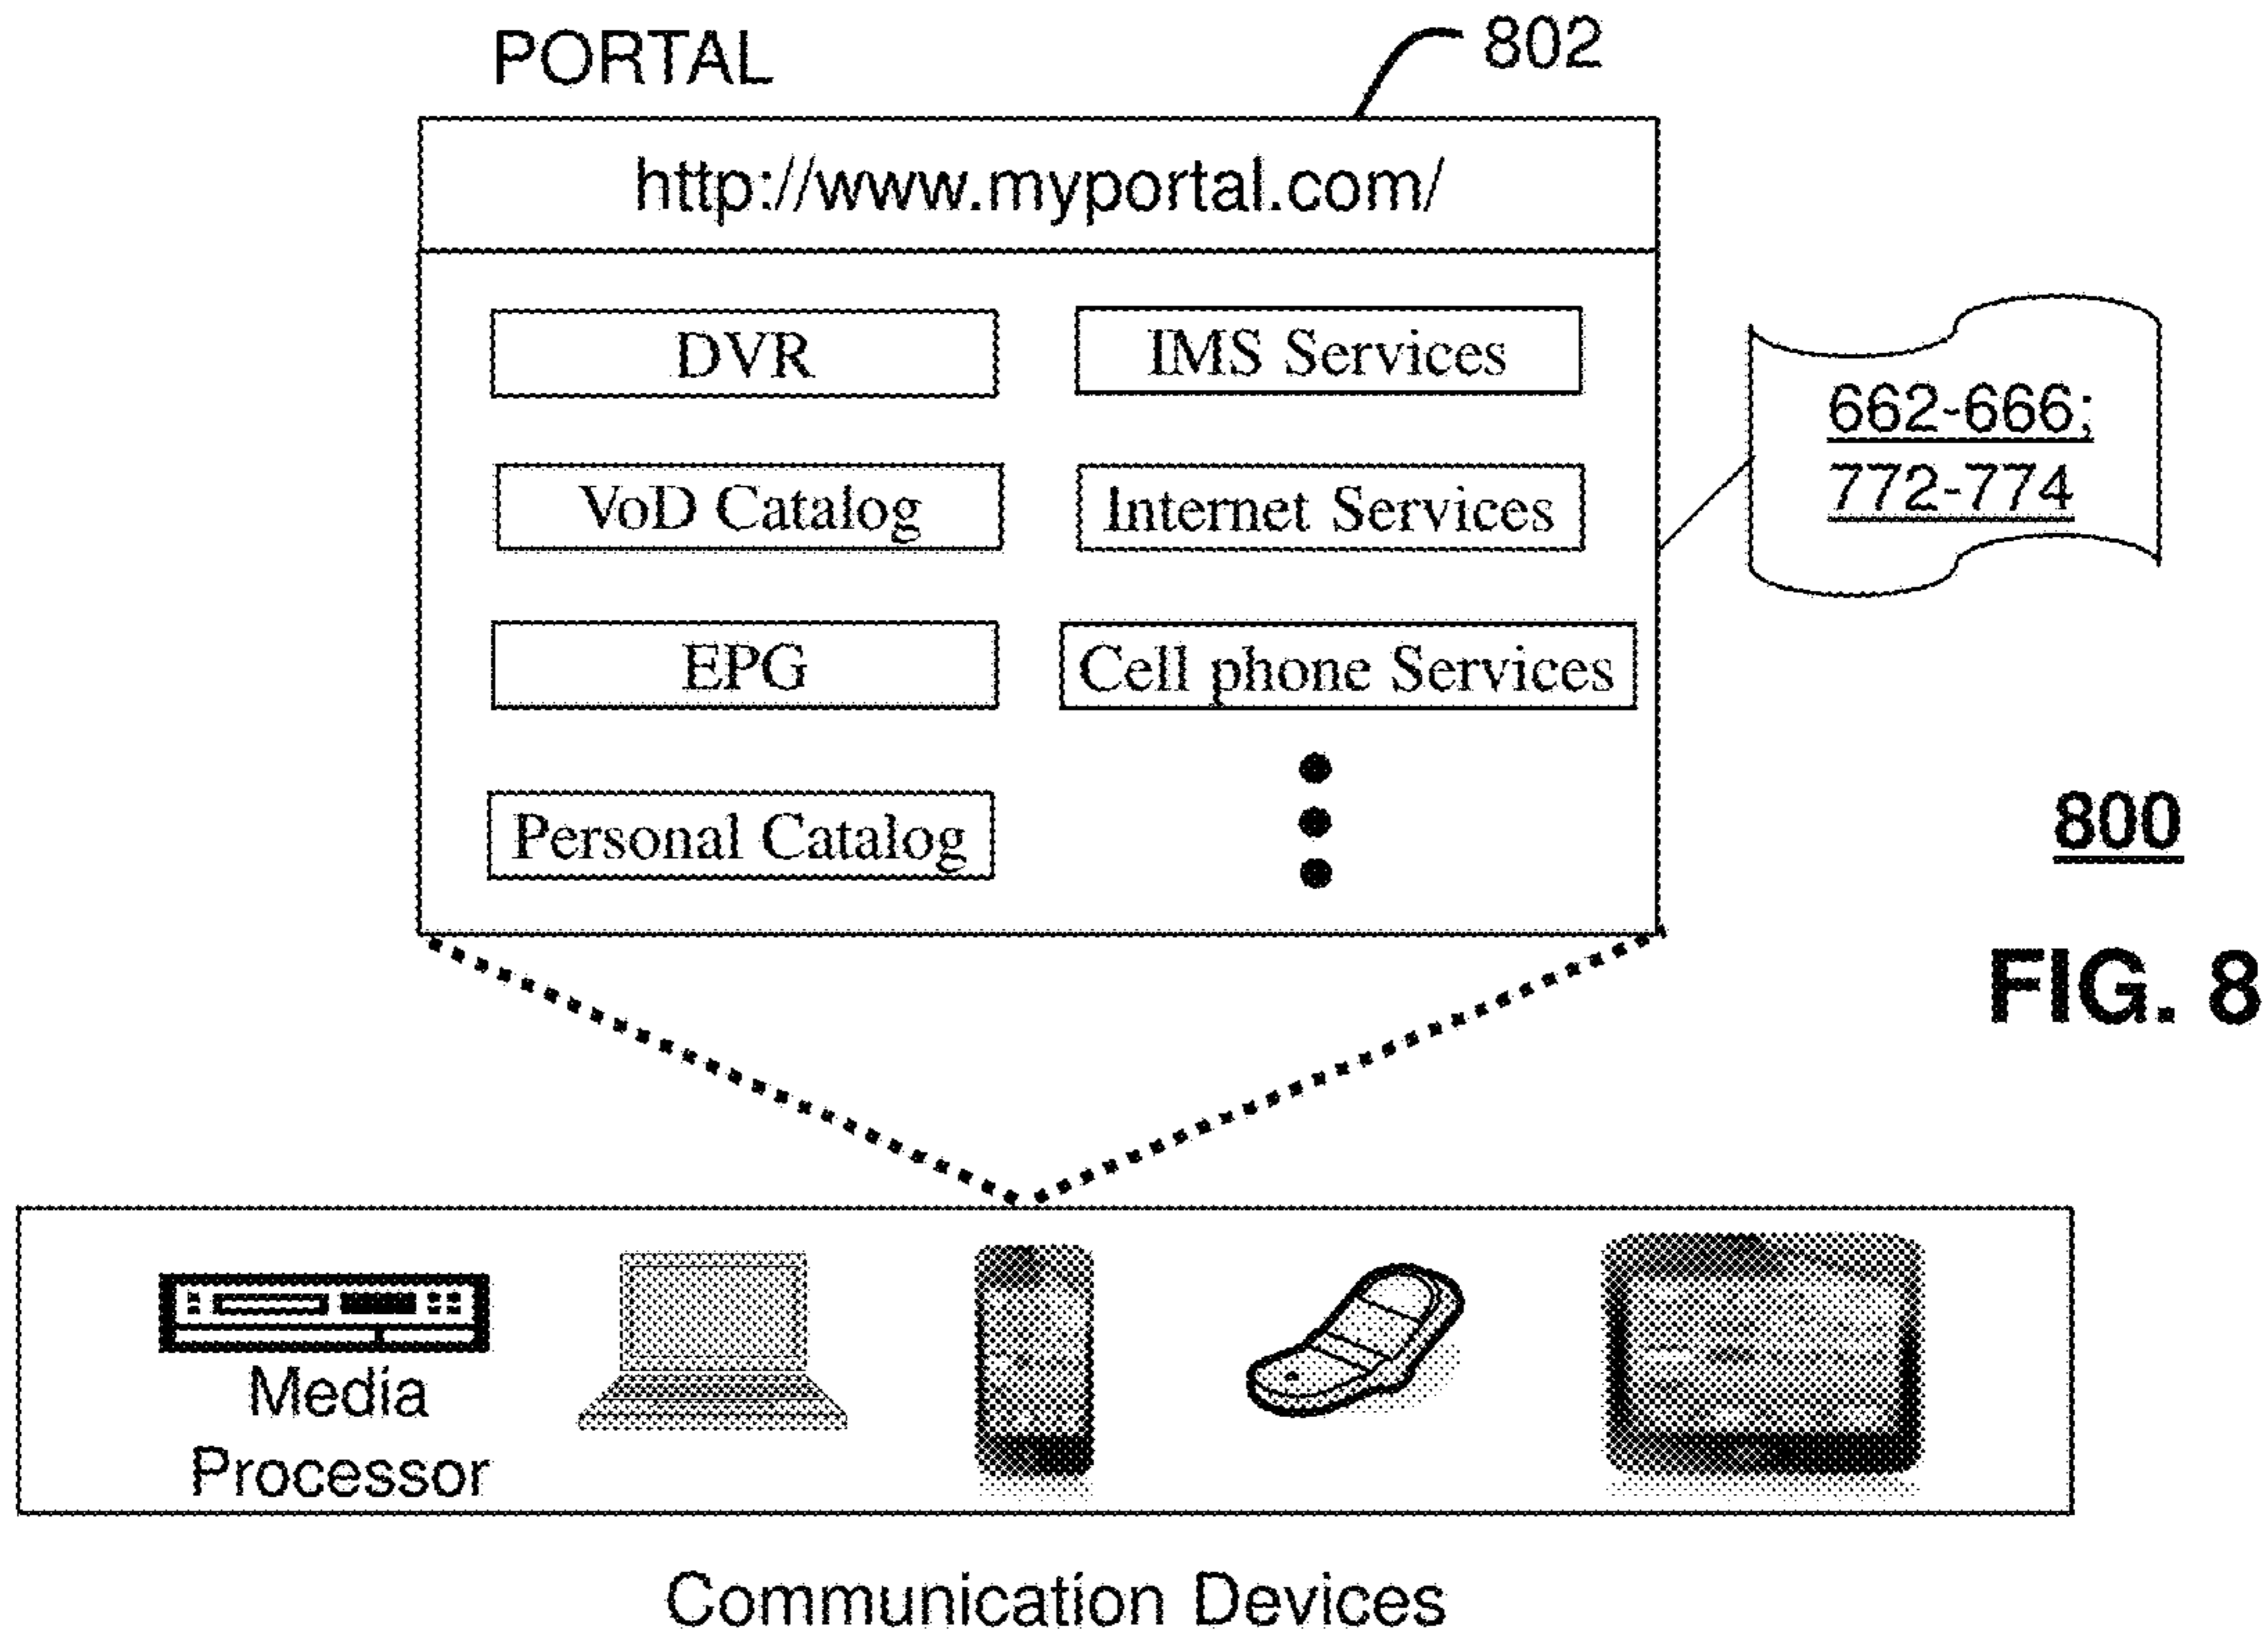 PORTAL
802
http://www.myportal.com/
DVR
IMS Services
VoD Catalog
Internet Services
EPG
Cell phone Services
Personal Catalog
662-666;
772-774
800
FIG. 8
Media
Processor
Communication Devices